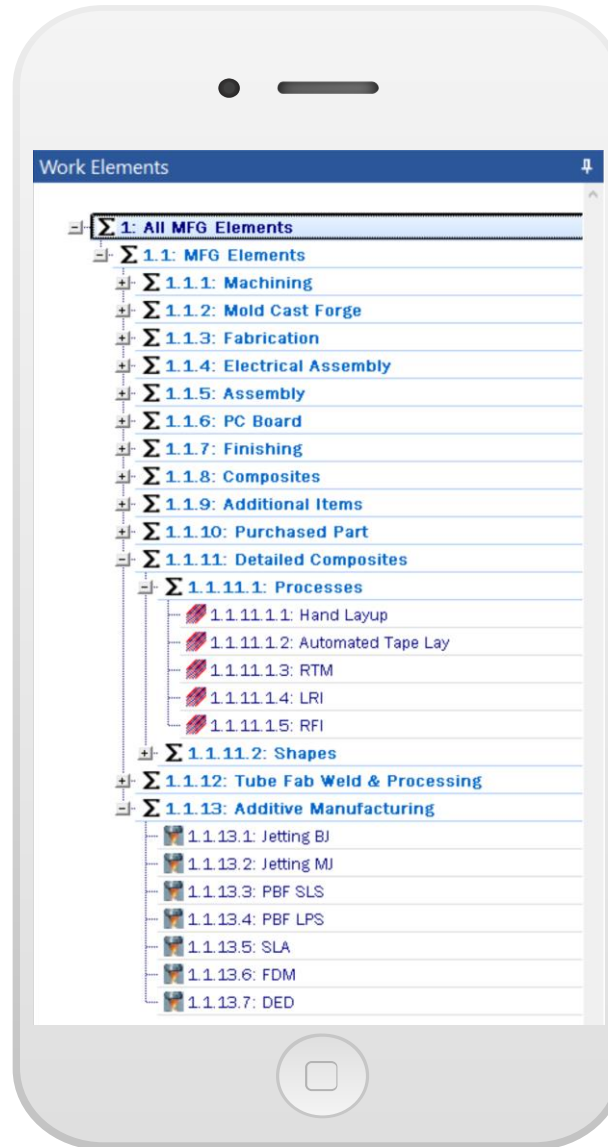 Work Elements
Σ 1: All MFG Elements
Σ 1.1: MFG Elements
Σ 1.1.1: Machining
Σ 1.1.2: Mold Cast Forge
Σ 1.1.3: Fabrication
Σ 1.1.4: Electrical Assembly
Σ 1.1.5: Assembly
Σ 1.1.6: PC Board
Σ 1.1.7: Finishing
Σ 1.1.8: Composites
Σ 1.1.9: Additional Items
Σ 1.1.10: Purchased Part
Σ 1.1.11: Detailed Composites
Σ 1.1.11.1: Processes
1.1.11.1.1: Hand Layup
1.1.11.1.2: Automated Tape Lay
1.1.11.1.3: RTM
1.1.11.1.4: LRI
1.1.11.1.5: RFI
Σ 1.1.11.2: Shapes
Σ 1.1.12: Tube Fab Weld & Processing
Σ 1.1.13: Additive Manufacturing
1.1.13.1: Jetting BJ
1.1.13.2: Jetting MJ
1.1.13.3: PBF SLS
1.1.13.4: PBF LPS
1.1.13.5: SLA
1.1.13.6: FDM
1.1.13.7: DED